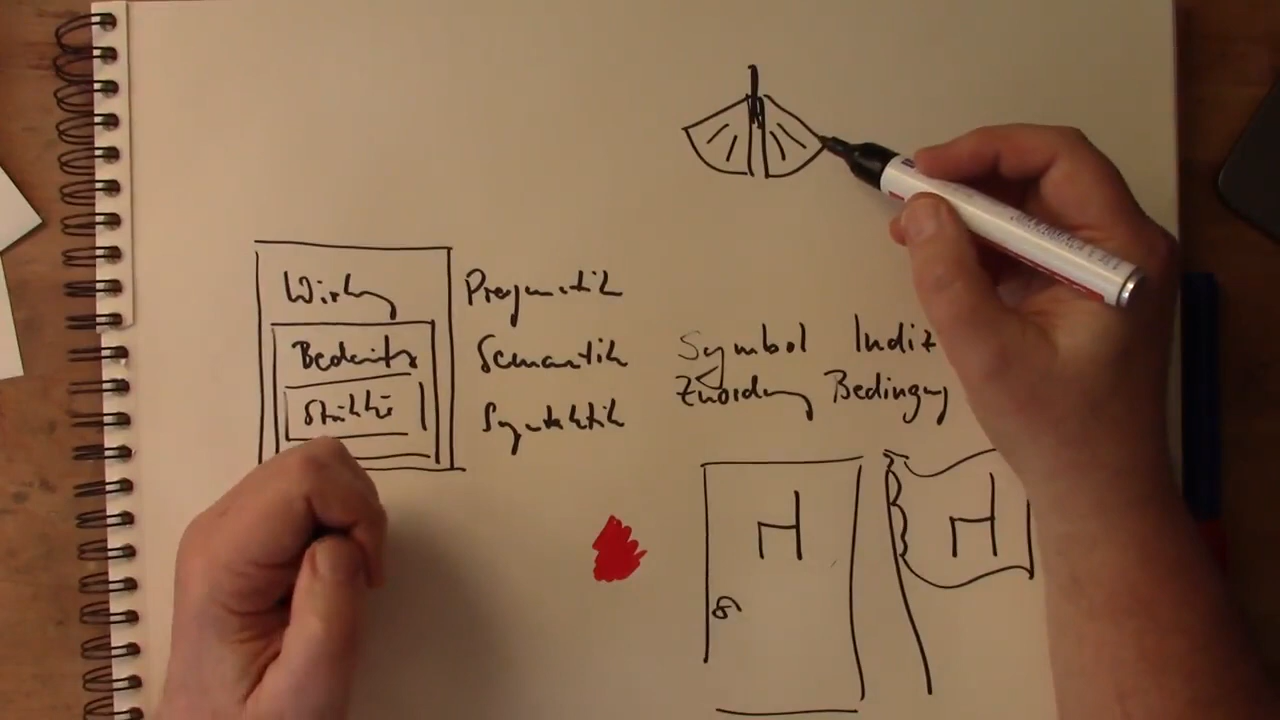 Wirkung Pragmatik
Bedeutung Semantik
Struktur Syntaktik
Symbol Indiz
Zuordnung Bedingung